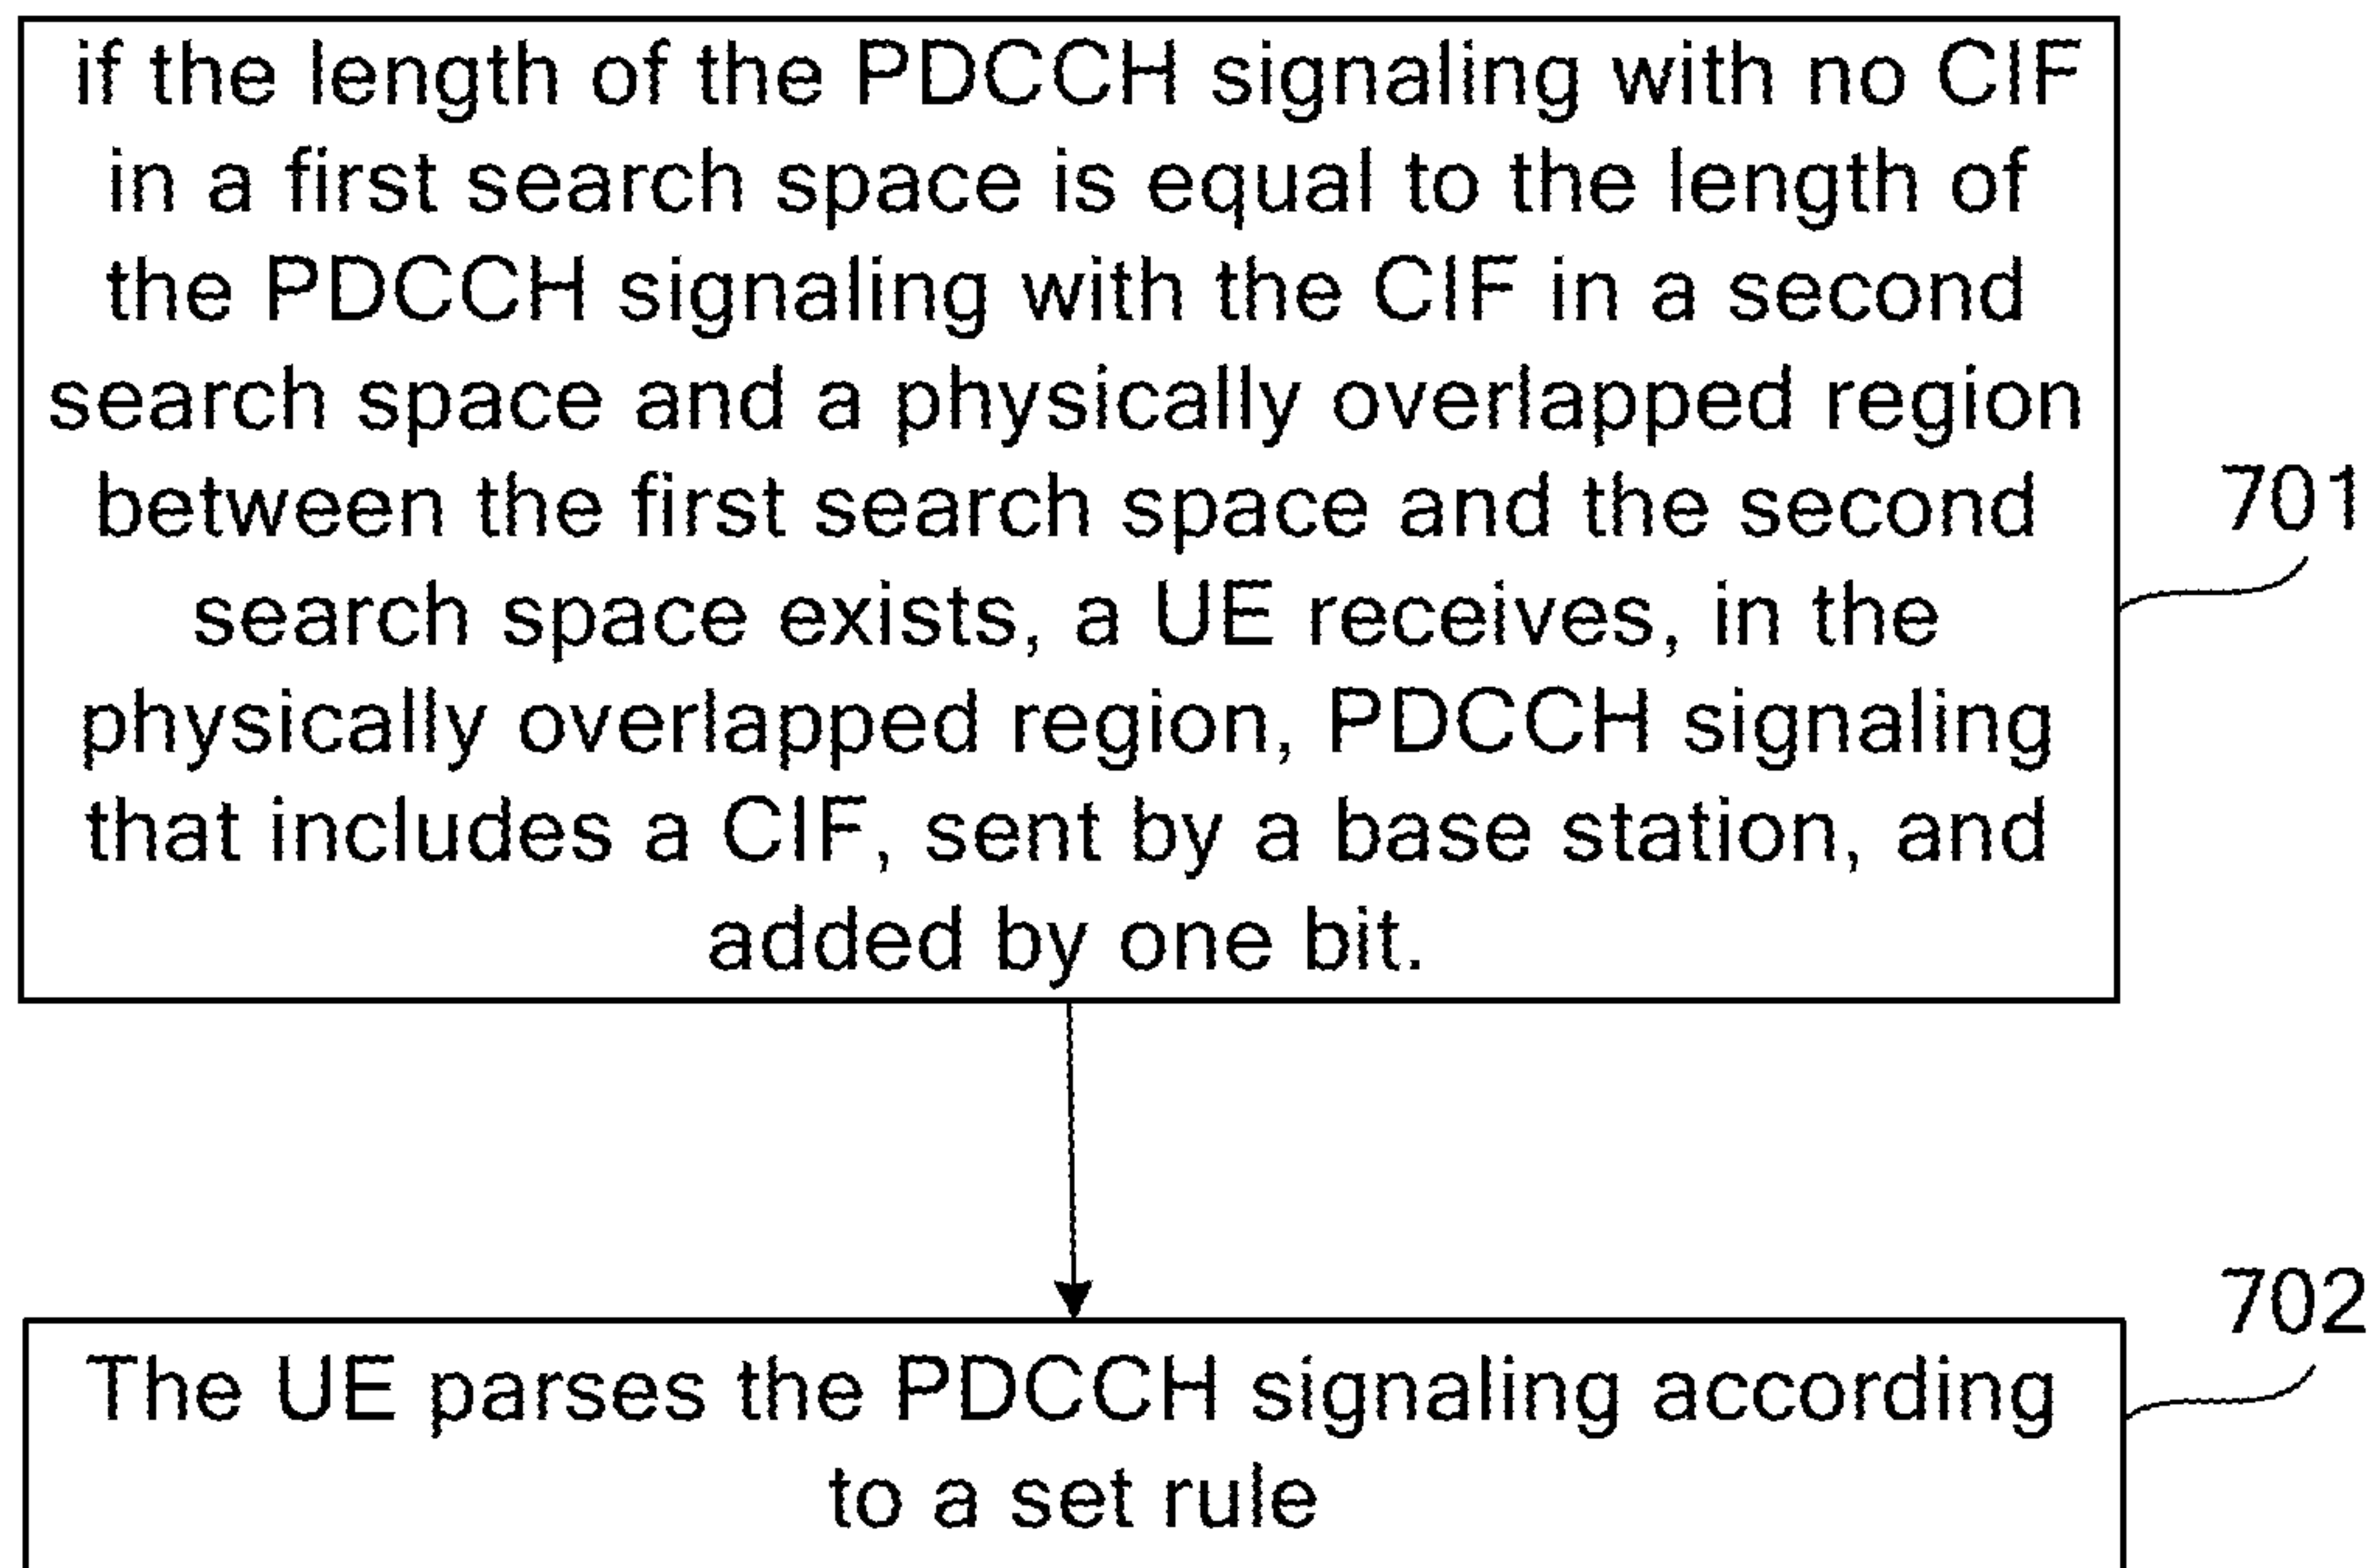 if the length of the PDCCH signaling with no CIF
in a first search space is equal to the length of
the PDCCH signaling with the CIF in a second
search space and a physically overlapped region
between the first search space and the second
search space exists, a UE receives, in the
physically overlapped region, PDCCH signaling
that includes a CIF, sent by a base station, and
added by one bit.
701
702
The UE parses the PDCCH signaling according
to a set rule